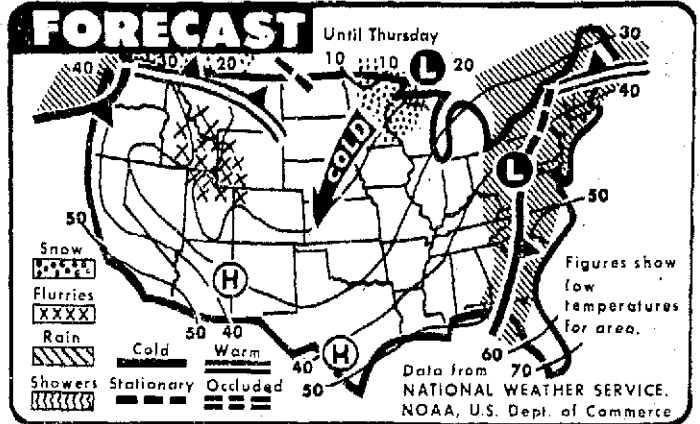 FORECAST
Until Thursday
40
10
20
10
10
L
20
30
40
COLD
L
50
50
H
50 40
H
40
50
60
70
Snow
Flurries
XXXX
Rain
Showers
Cold
Warm
Stationary
Occluded
Figures show
low
temperatures
for area.
Data from
NATIONAL WEATHER SERVICE.
NOAA, U.S. Dept. of Commerce